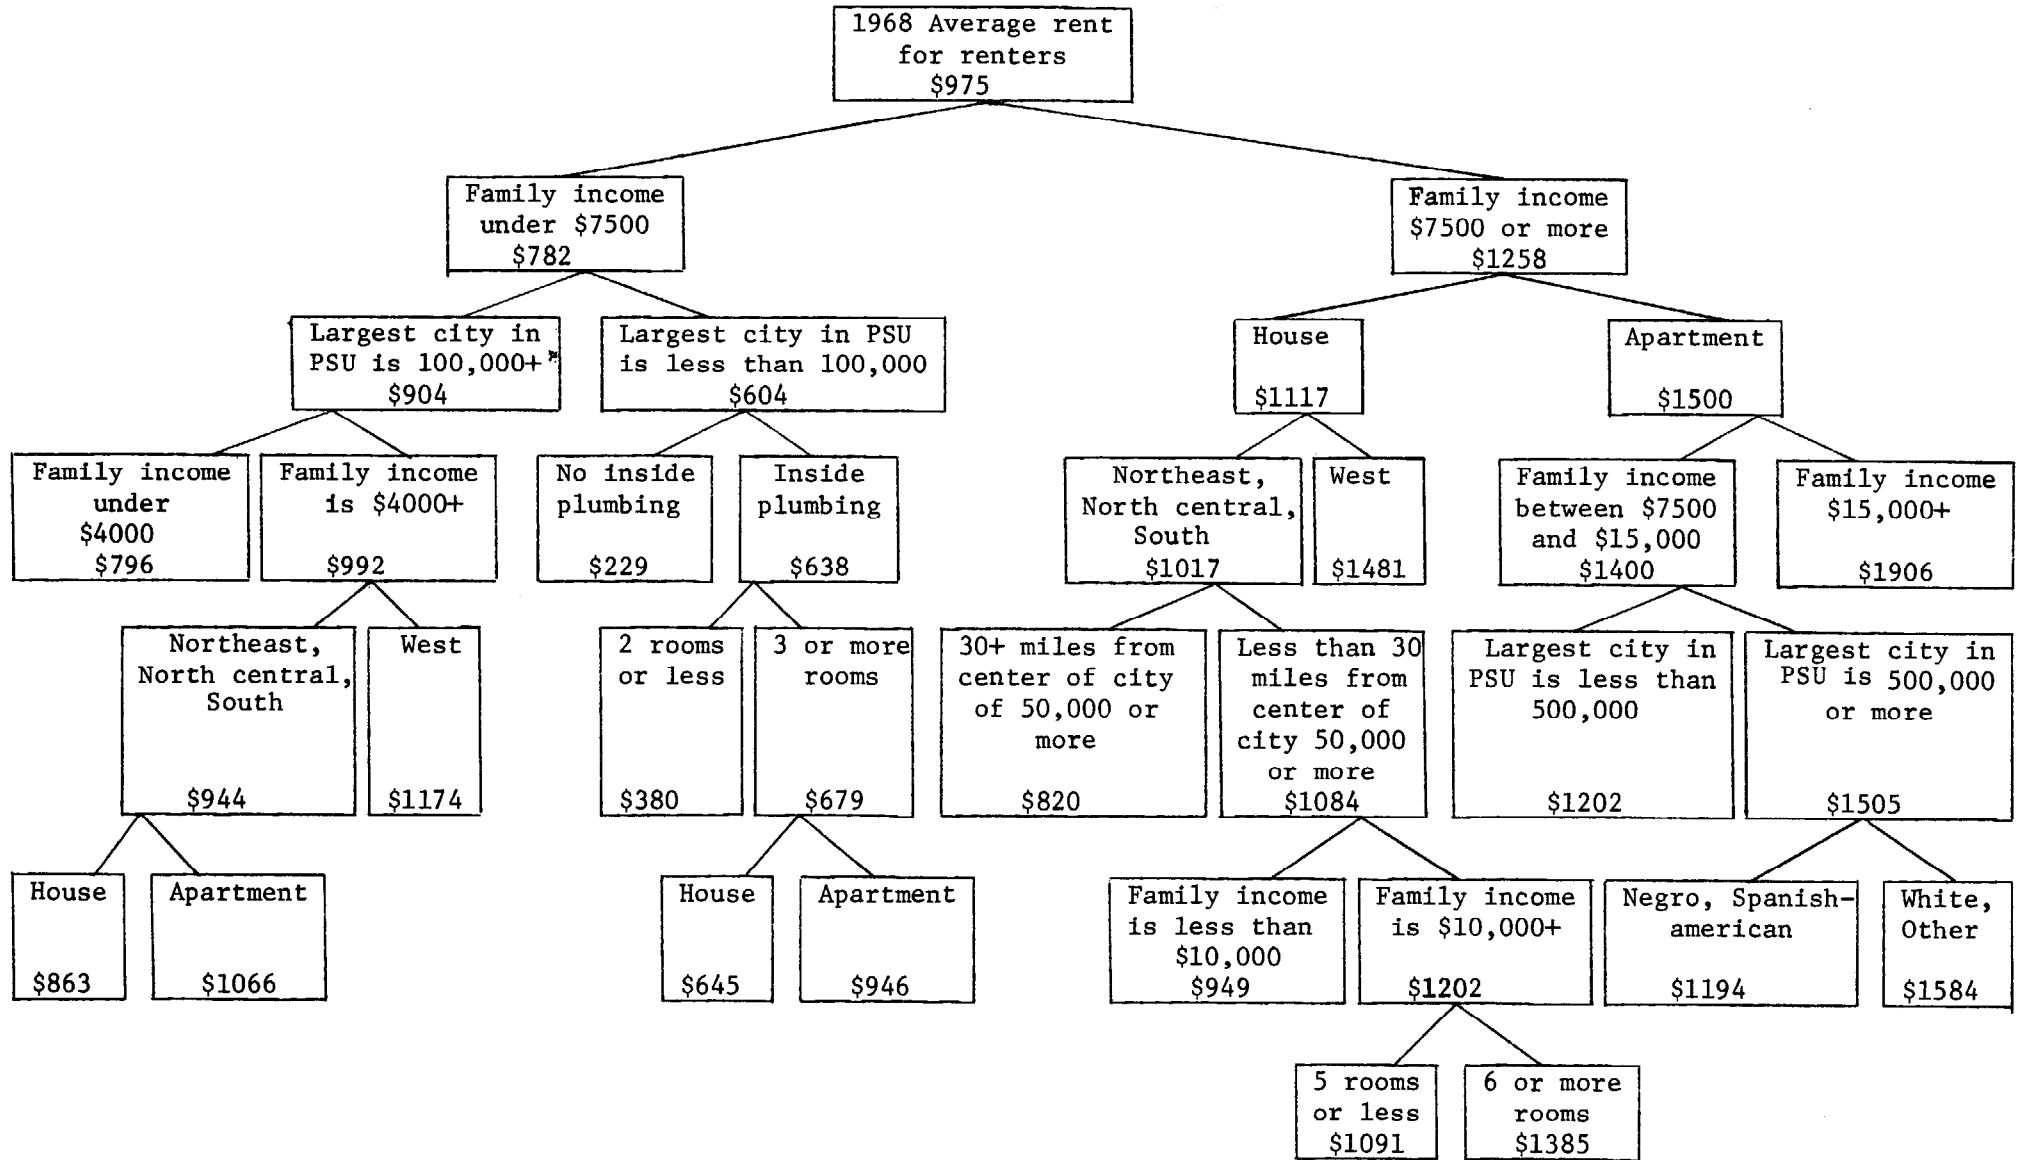 1968 Average rent
for renters
$975
Family income
under $7500
$782
Family income
$7500 or more
$1258
Largest city in
PSU is 100,000+*
$904
Largest city in PSU
is less than 100,000
$604
House
$1117
Apartment
$1500
Family income
under
$4000
$796
Family income
is $4000+
$992
No inside
plumbing
$229
Inside
plumbing
$638
Northeast,
North central,
South
$1017
West
$1481
Family income
between $7500
and $15,000
$1400
Family income
$15,000+
$1906
Northeast,
North central,
South
$944
West
$1174
2 rooms
or less
$380
3 or more
rooms
$679
30+ miles from
center of city
of 50,000 or
more
$820
Less than 30
miles from
center of
city 50,000
or more
$1084
Largest city in
PSU is less than
500,000
$1202
Largest city in
PSU is 500,000
or more
$1505
House
$863
Apartment
$1066
House
$645
Apartment
$946
Family income
is less than
$10,000
$949
Family income
is $10,000+
$1202
Negro, Spanish-
american
$1194
White,
Other
$1584
5 rooms
or less
$1091
6 or more
rooms
$1385